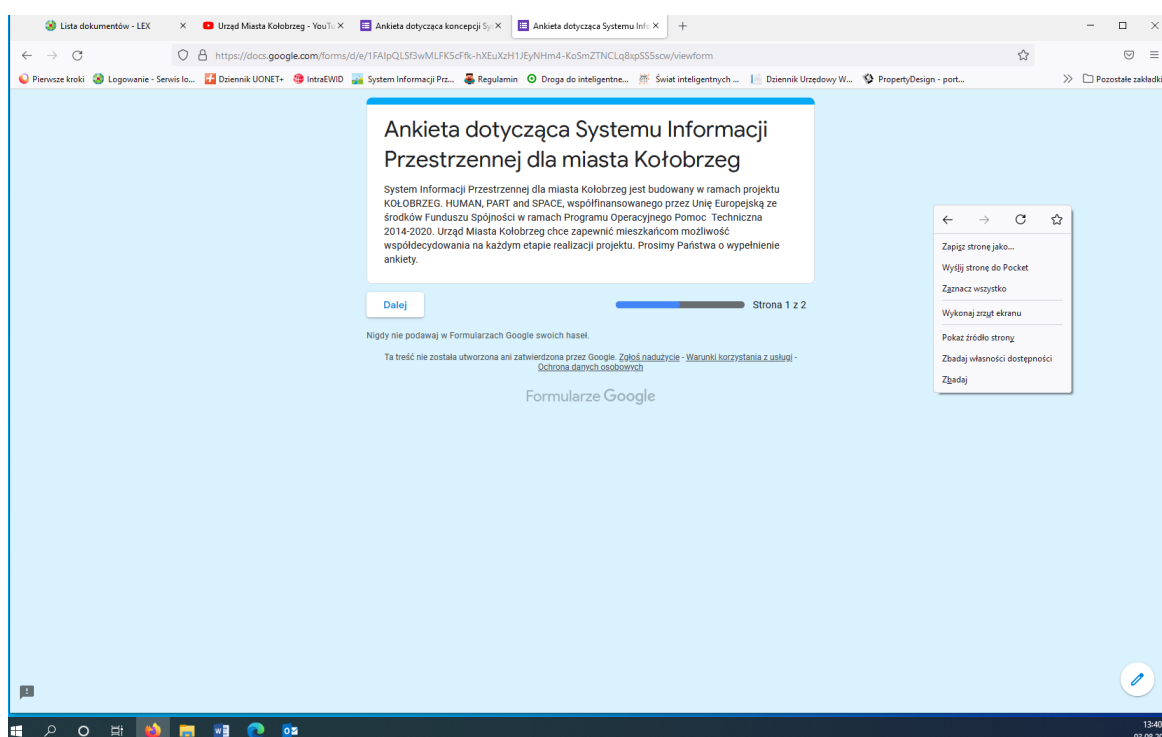 Lista dokumentów - LEX
Urząd Miasta Kołobrzeg - YouTu
Ankieta dotycząca koncepcji Sy
Ankieta dotycząca Systemu Info
https://docs.google.com/forms/d/e/1FAIpQLSf3wMLFK5cFfk-hXEuXzH1JEyNHm4-KoSmZTNCLq8xpSS5scw/viewform
Pierwsze kroki
Logowanie - Serwis lo...
Dziennik UONET+
IntraEWID
System Informacji Prz...
Regulamin
Droga do inteligentne...
Świat inteligentnych ...
Dziennik Urzędowy W...
PropertyDesign - port...
Pozostałe zakładki
Ankieta dotycząca Systemu Informacji
Przestrzennej dla miasta Kołobrzeg
System Informacji Przestrzennej dla miasta Kołobrzeg jest budowany w ramach projektu
KOŁOBRZEG. HUMAN, PART and SPACE, współfinansowanego przez Unię Europejską ze
środków Funduszu Spójności w ramach Programu Operacyjnego Pomoc Techniczna
2014-2020. Urząd Miasta Kołobrzeg chce zapewnić mieszkańcom możliwość
współdecydowania na każdym etapie realizacji projektu. Prosimy Państwa o wypełnienie
ankiety.
Dalej
Strona 1 z 2
Nigdy nie podawaj w Formularzach Google swoich haseł.
Ta treść nie została utworzona ani zatwierdzona przez Google. Zgłoś nadużycie - Warunki korzystania z usługi -
Ochrona danych osobowych
Formularze Google
Zapisz stronę jako...
Wyślij stronę do Pocket
Zaznacz wszystko
Wykonaj zrzut ekranu
Pokaż źródło strony
Zbadaj własności dostępności
Zbadaj
13:40